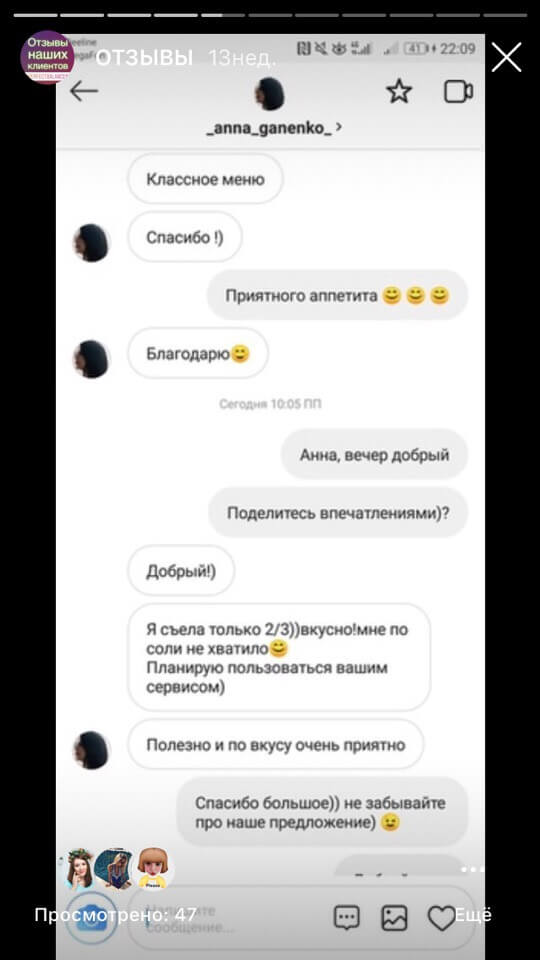 Отзывы
наших
клиентов
ОТЗЫВЫ 13нед.
22:09
_anna_ganenko_
Классное меню
Спасибо !)
Приятного аппетита 😊 😊 😊
Благодарю😊
Сегодня 10:05 ПП
Анна, вечер добрый
Поделитесь впечатлениями)?
Добрый!)
Я съела только 2/3))вкусно!мне по
соли не хватило😊
Планирую пользоваться вашим
сервисом)
Полезно и по вкусу очень приятно
Спасибо большое)) не забывайте
про наше предложение) 😉
Просмотрено: 47
Напишите
сообщение...
Ещё